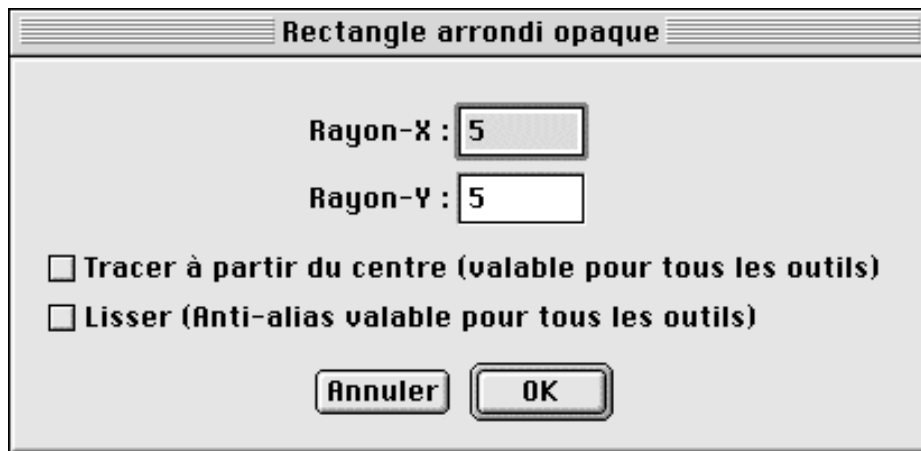 Rectangle arrondi opaque
Rayon-X : 5
Rayon-Y : 5
Tracer à partir du centre (valable pour tous les outils)
Lisser (Anti-alias valable pour tous les outils)
Annuler OK